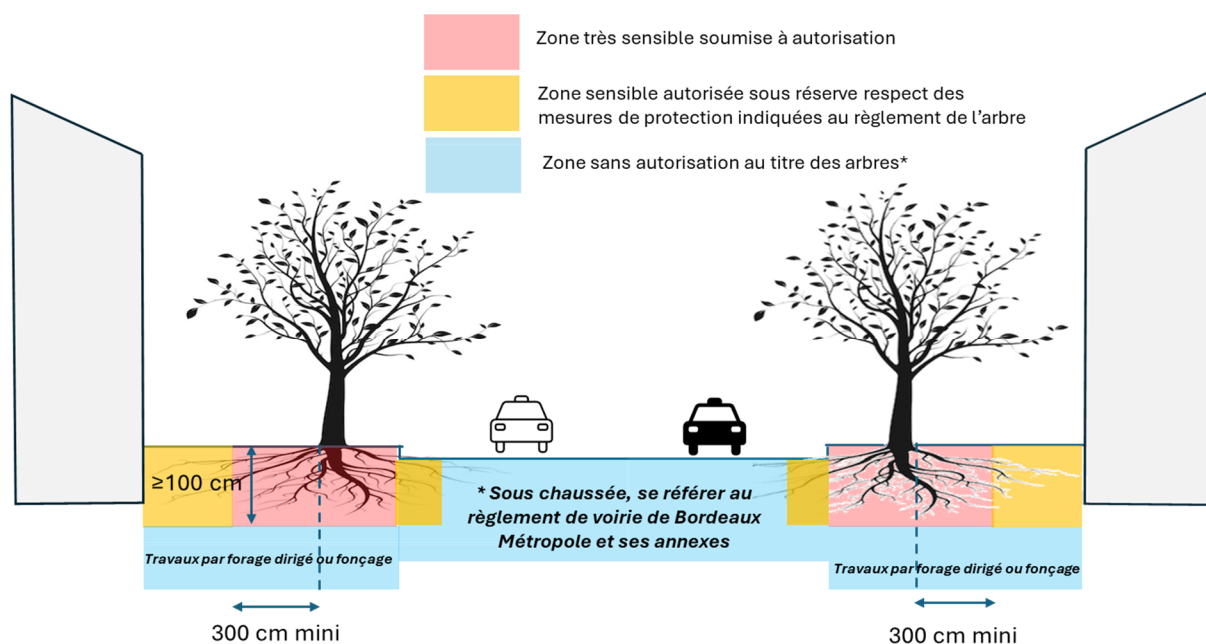 Zone très sensible soumise à autorisation
Zone sensible autorisée sous réserve respect des
mesures de protection indiquées au règlement de l’arbre
Zone sans autorisation au titre des arbres*
≥100 cm
* Sous chaussée, se référer au
règlement de voirie de Bordeaux
Métropole et ses annexes
Travaux par forage dirigé ou fonçage
Travaux par forage dirigé ou fonçage
300 cm mini
300 cm mini